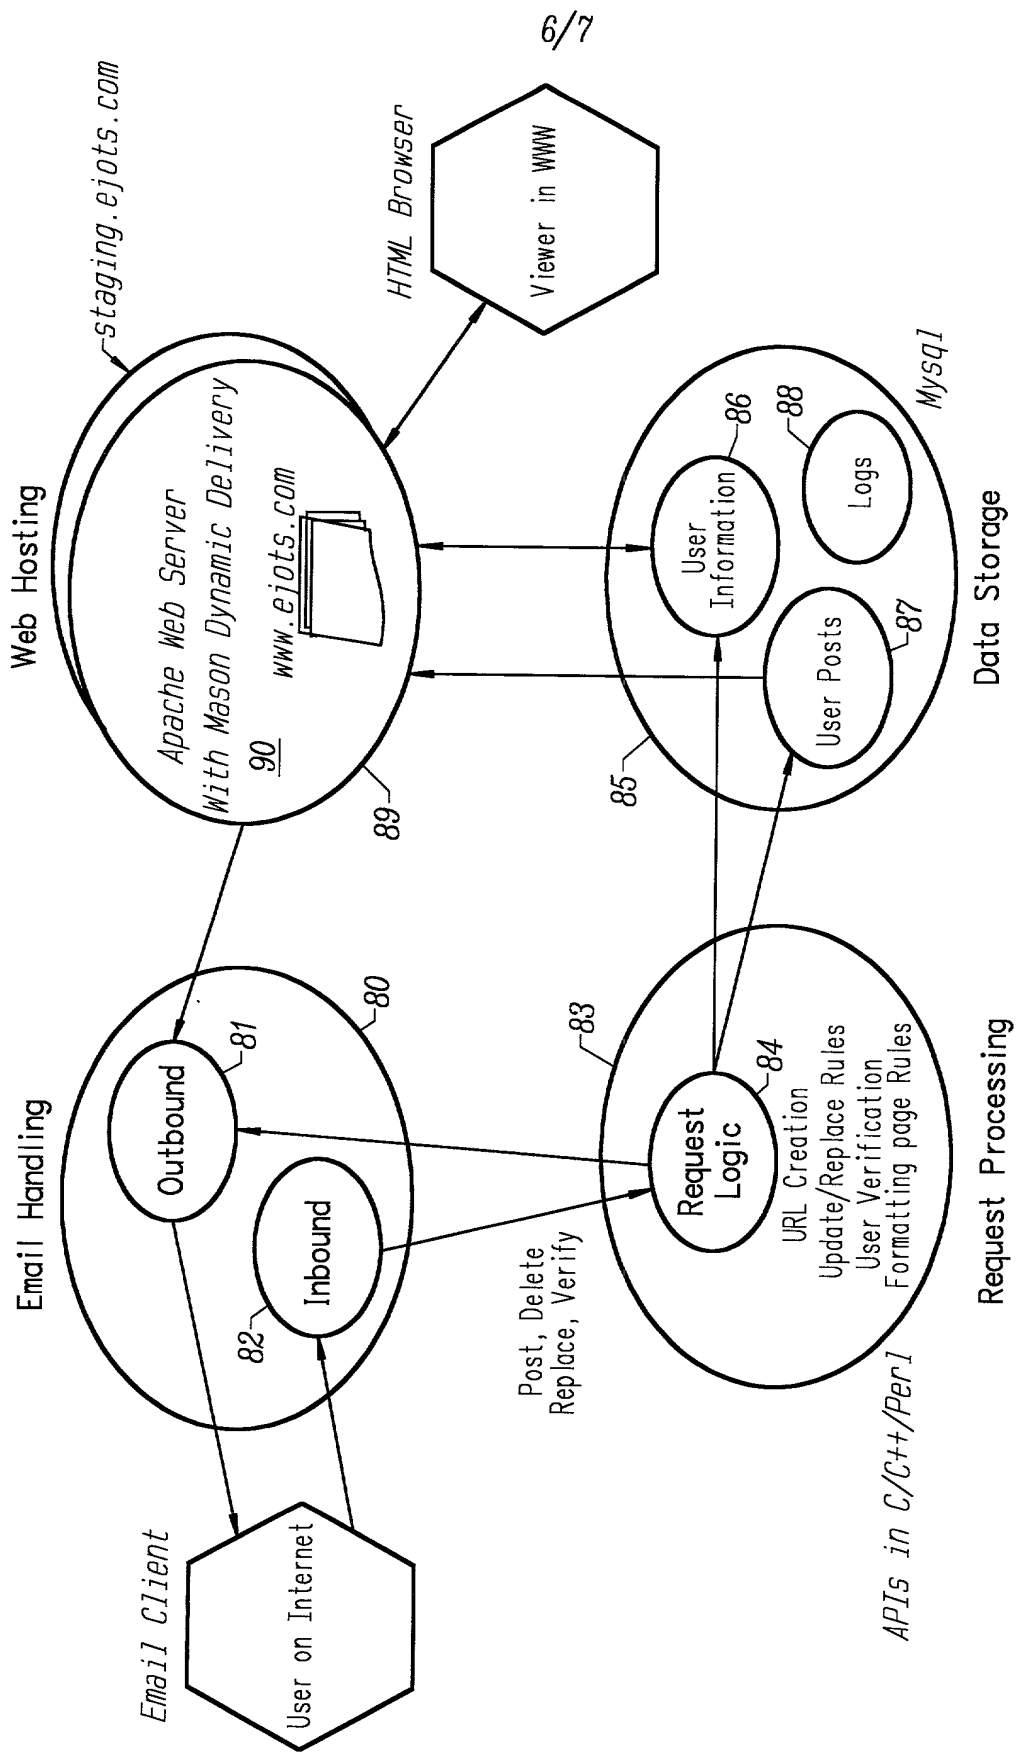 6/7
Email Client
User on Internet
Email Handling
Outbound
81
82
Inbound
80
Web Hosting
staging.ejots.com
Apache Web Server
With Mason Dynamic Delivery
90
www.ejots.com
89
HTML Browser
Viewer in WWW
Post, Delete
Replace, Verify
83
Request
Logic
84
URL Creation
Update/Replace Rules
User Verification
Formatting page Rules
APIs in C/C++/Perl
Request Processing
85
User
Information
86
User Posts
87
88
Logs
Mysql
Data Storage